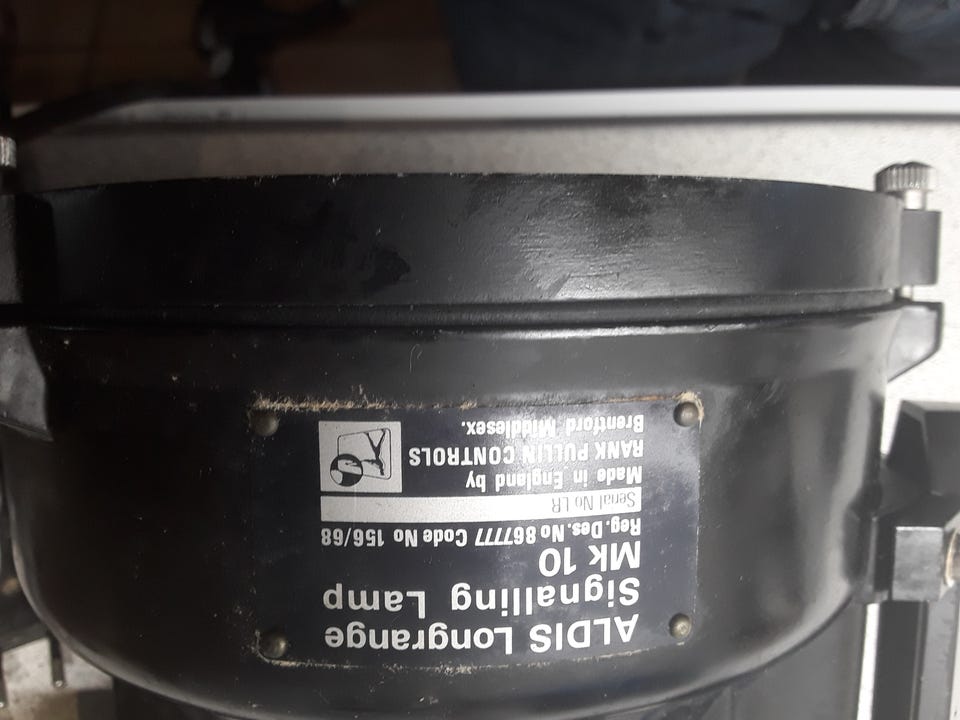 ALDIS Longrange
Signalling Lamp
Mk 10
Reg. Des. No 867777 Code No 156/68
Serial No LR
Made in England by
RANK PULLIN CONTROLS
Brentford Middlesex.